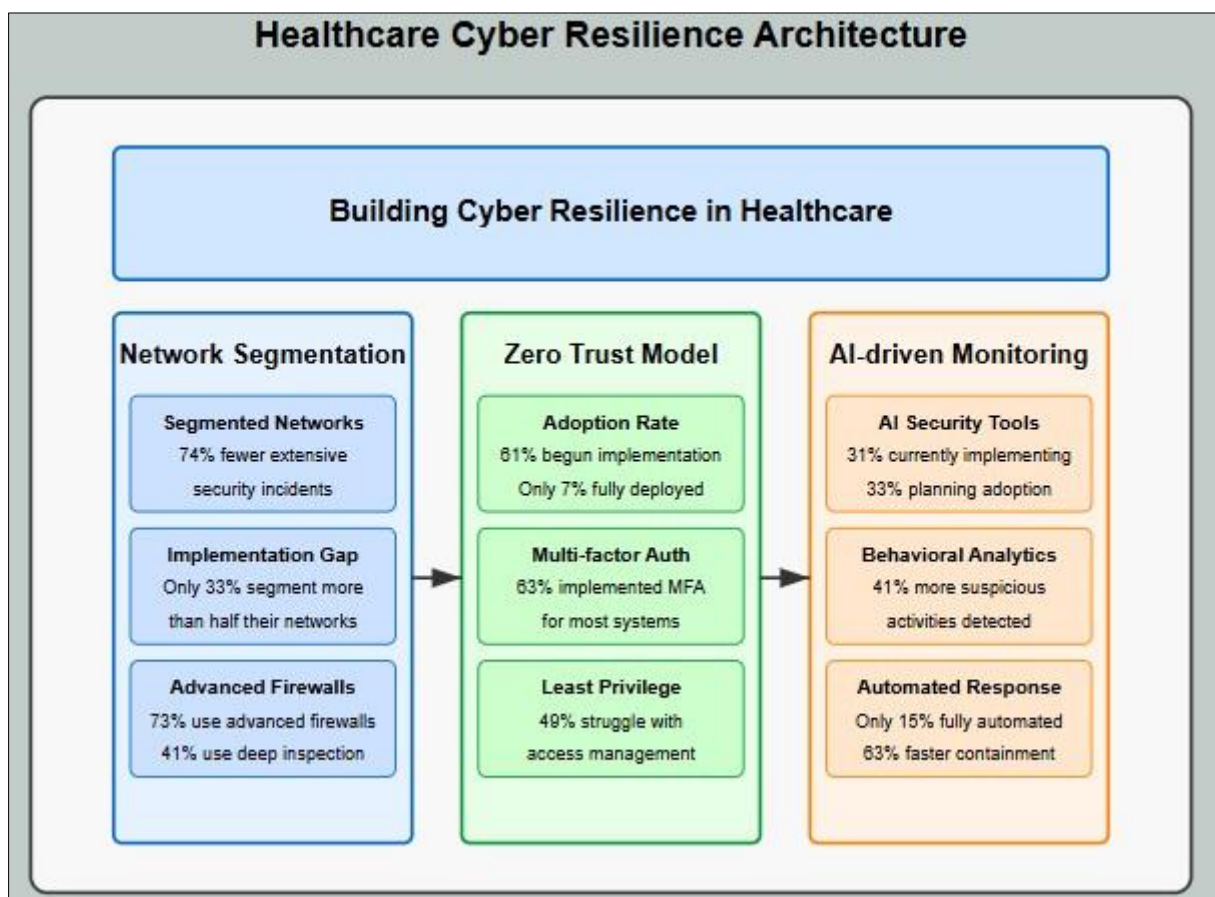 Healthcare Cyber Resilience Architecture
Building Cyber Resilience in Healthcare
Network Segmentation
Segmented Networks
74% fewer extensive
security incidents
Implementation Gap
Only 33% segment more
than half their networks
Advanced Firewalls
73% use advanced firewalls
41% use deep inspection
Zero Trust Model
Adoption Rate
61% begun implementation
Only 7% fully deployed
Multi-factor Auth
63% implemented MFA
for most systems
Least Privilege
49% struggle with
access management
AI-driven Monitoring
AI Security Tools
31% currently implementing
33% planning adoption
Behavioral Analytics
41% more suspicious
activities detected
Automated Response
Only 15% fully automated
63% faster containment